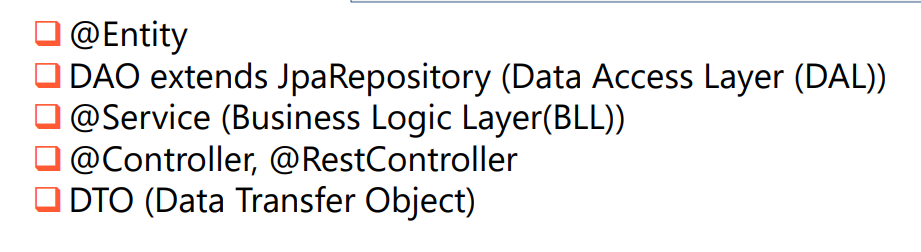 @Entity
DAO extends JpaRepository (Data Access Layer (DAL))
@Service (Business Logic Layer(BLL))
@Controller, @RestController
DTO (Data Transfer Object)